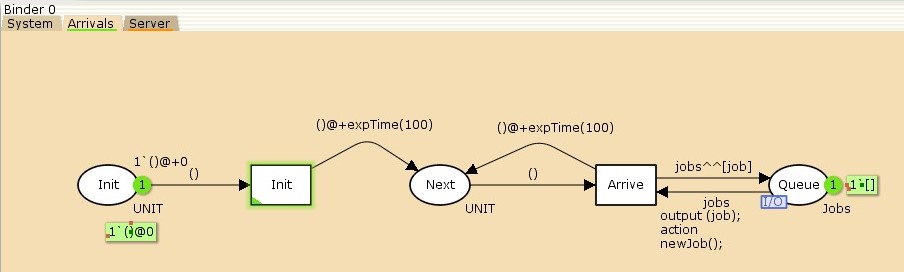 Binder 0
System Arrivals Server
()@+expTime(100) ()@+expTime(100)
1`()@+0
() () jobs^^[job]
Init 1 Init Next Arrive Queue 1 1`[]
UNIT UNIT I/O Jobs
jobs
output (job);
action
newJob();
1`()@0